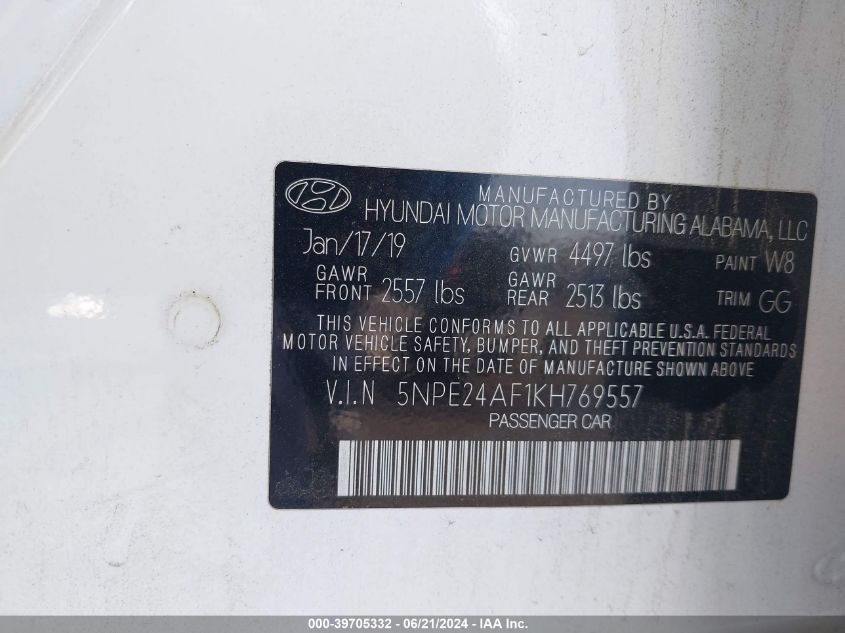 MANUFACTURED BY
HYUNDAI MOTOR MANUFACTURING ALABAMA, LLC
Jan/17/19 GVWR 4497 lbs PAINT W8
GAWR FRONT 2557 lbs GAWR REAR 2513 lbs TRIM GG
THIS VEHICLE CONFORMS TO ALL APPLICABLE U.S.A. FEDERAL
MOTOR VEHICLE SAFETY, BUMPER, AND THEFT PREVENTION STANDARDS
IN EFFECT ON THE DATE OF MANUFACTURE SHOWN ABOVE
V.I.N 5NPE24AF1KH769557
PASSENGER CAR
000-39705332 - 06/21/2024 - IAA Inc.